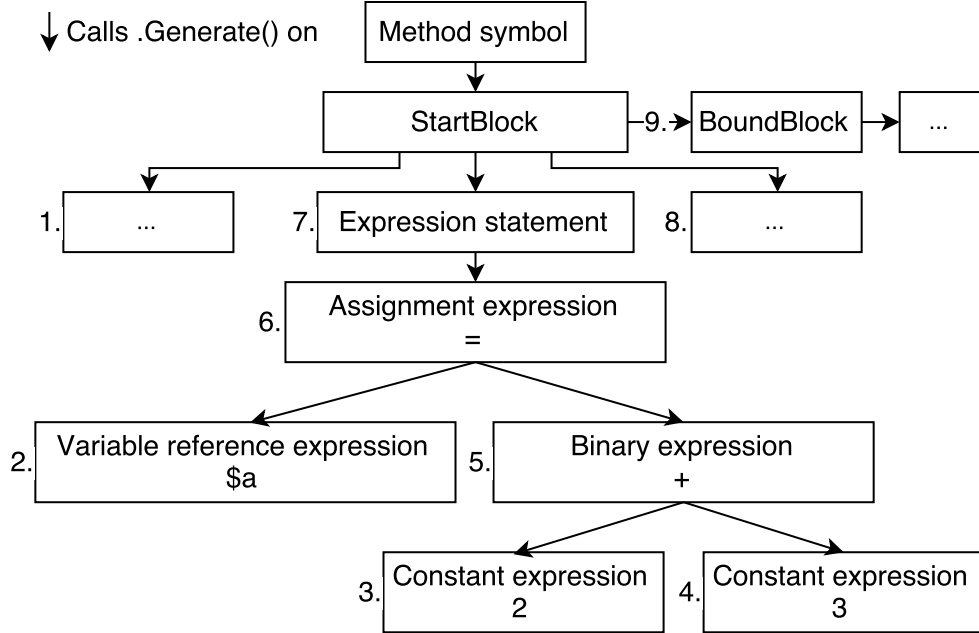 Calls .Generate() on
Method symbol
StartBlock
9.
BoundBlock
...
1.
...
7.
Expression statement
8.
...
6.
Assignment expression
=
2.
Variable reference expression
$a
5.
Binary expression
+
3.
Constant expression
2
4.
Constant expression
3